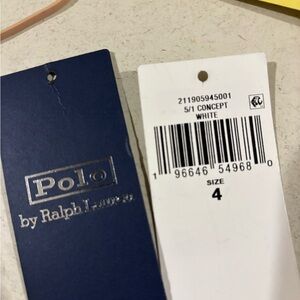 Polo
by Ralph Lauren
211905945001
5/1 CONCEPT
WHITE
1 96646 54968 0
SIZE
4